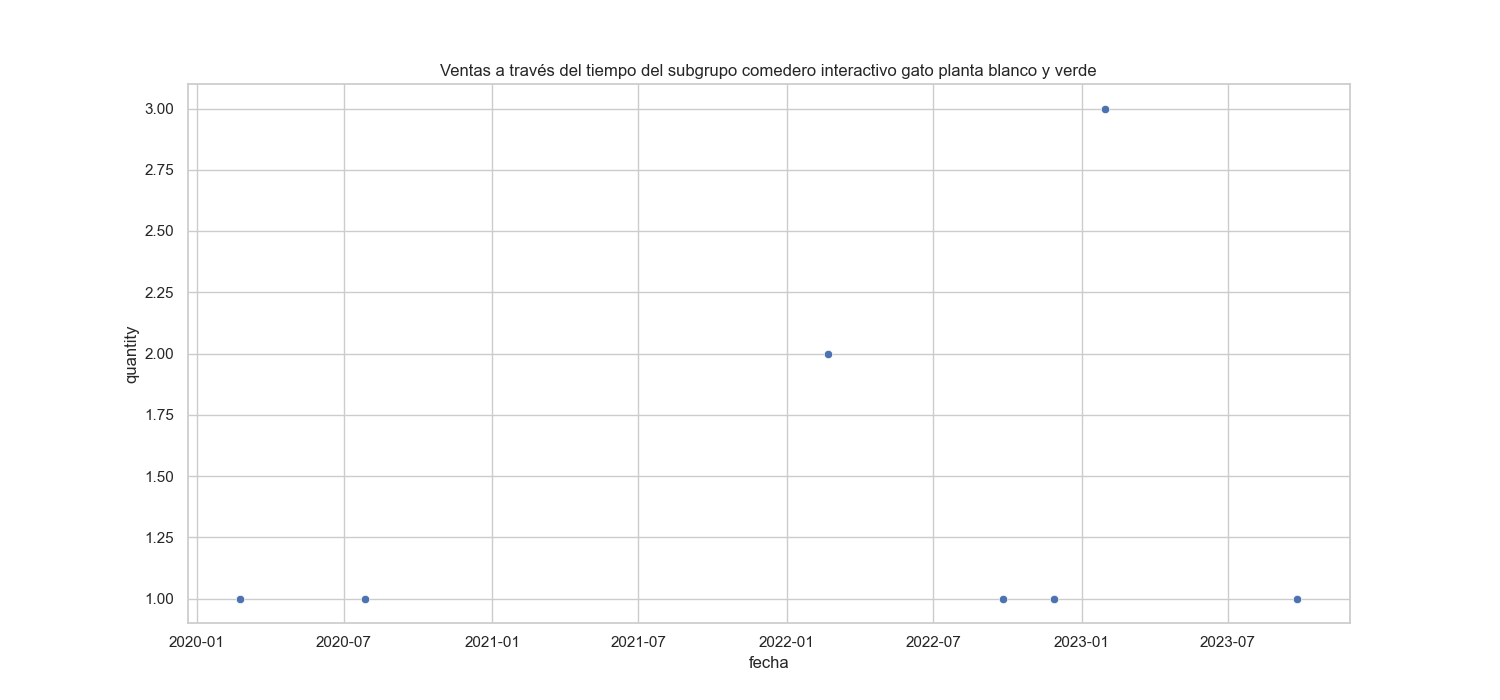 Ventas a través del tiempo del subgrupo comedero interactivo gato planta blanco y verde
3.00
2.75
2.50
2.25
2.00
1.75
1.50
1.25
1.00
quantity
2020-01 2020-07 2021-01 2021-07 2022-01 2022-07 2023-01 2023-07
fecha